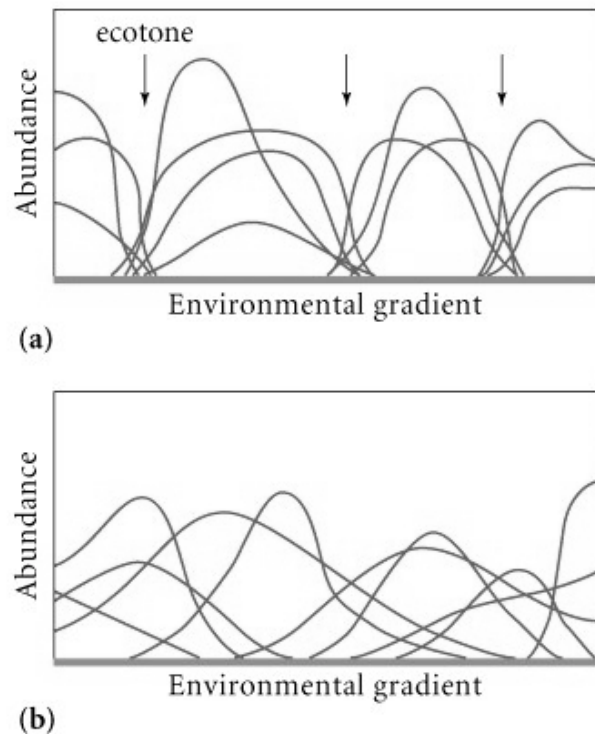 ecotone
Abundance
Environmental gradient
(a)
Abundance
Environmental gradient
(b)